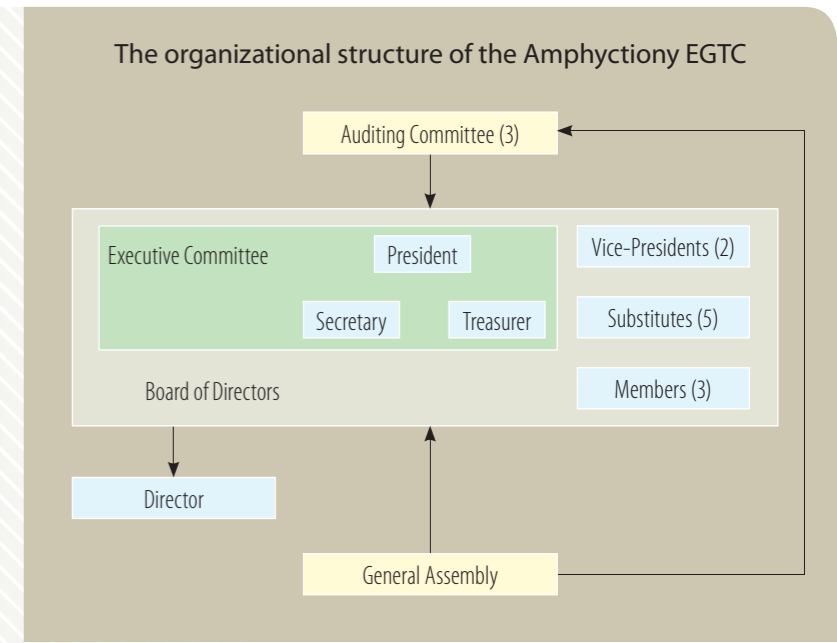 The organizational structure of the Amphyctiony EGTC
Auditing Committee (3)
Executive Committee
President
Secretary
Treasurer
Vice-Presidents (2)
Substitutes (5)
Members (3)
Board of Directors
Director
General Assembly